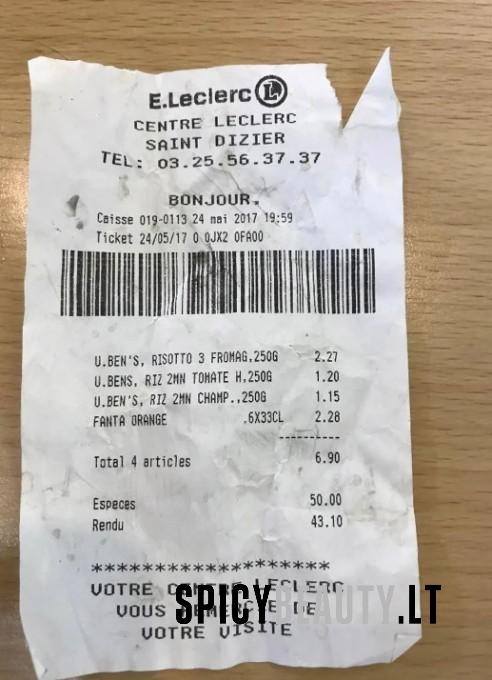 E.Leclerc L
CENTRE LECLERC
SAINT DIZIER
TEL: 03.25.56.37.37
BONJOUR.
Caisse 019-0113 24 mai 2017 19:59
Ticket 24/05/17 0 0JX2 0FA00
U.BEN'S, RISOTTO 3 FROMAG,250G 2.27
U.BENS, RIZ 2MN TOMATE H,250G 1.20
U.BEN'S, RIZ 2MN CHAMP.,250G 1.15
FANTA ORANGE .6X33CL 2.28
----------
Total 4 articles 6.90
Especes 50.00
Rendu 43.10
********************
VOTRE CENTRE LECLERC
VOUS REMERCIE DE
VOTRE VISITE
SPICYBEAUTY.LT